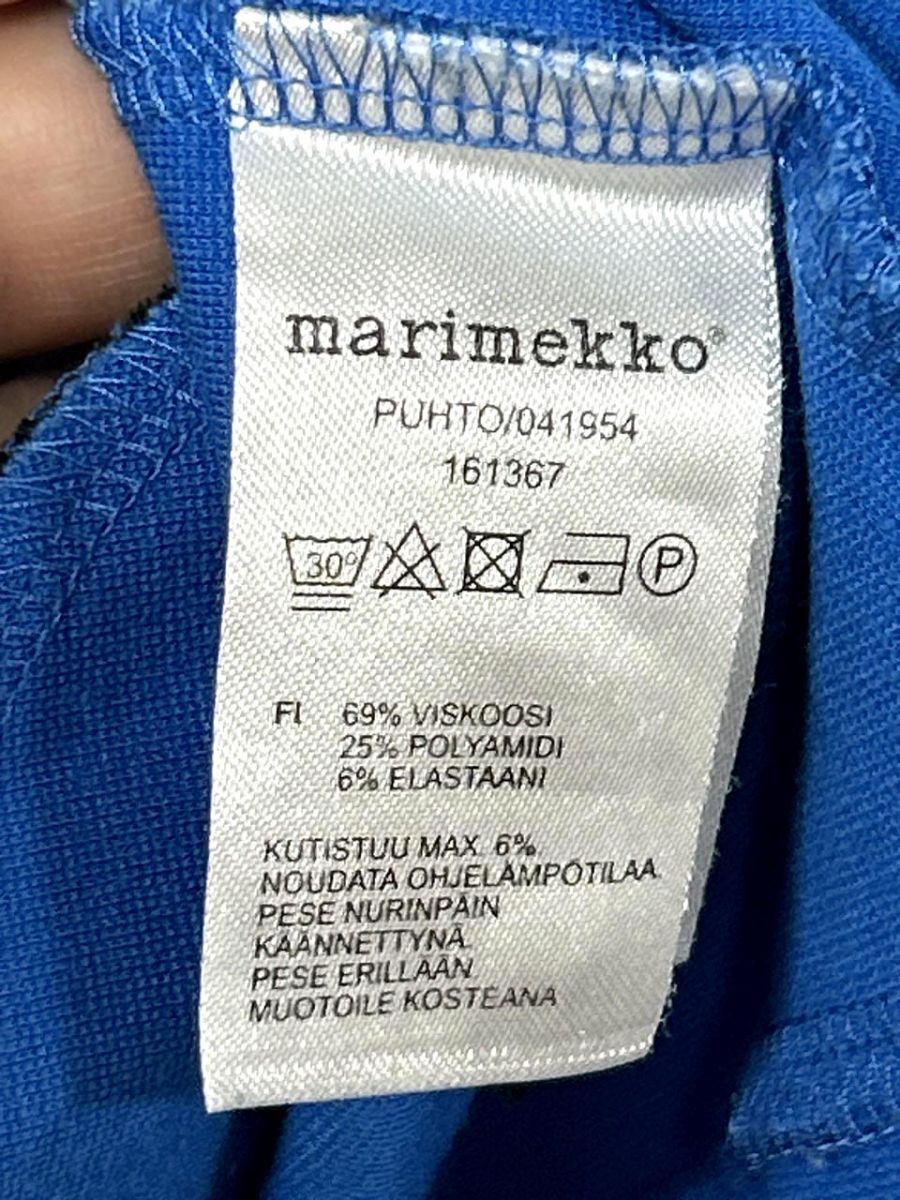 marimekko®
PUHTO/041954
161367
30° P
FI 69% VISKOOSI
25% POLYAMIDI
6% ELASTAANI
KUTISTUU MAX. 6%.
NOUDATA OHJELÄMPÖTILAA.
PESE NURINPÄIN
KÄÄNNETTYNÄ.
PESE ERILLÄÄN.
MUOTOILE KOSTEANA